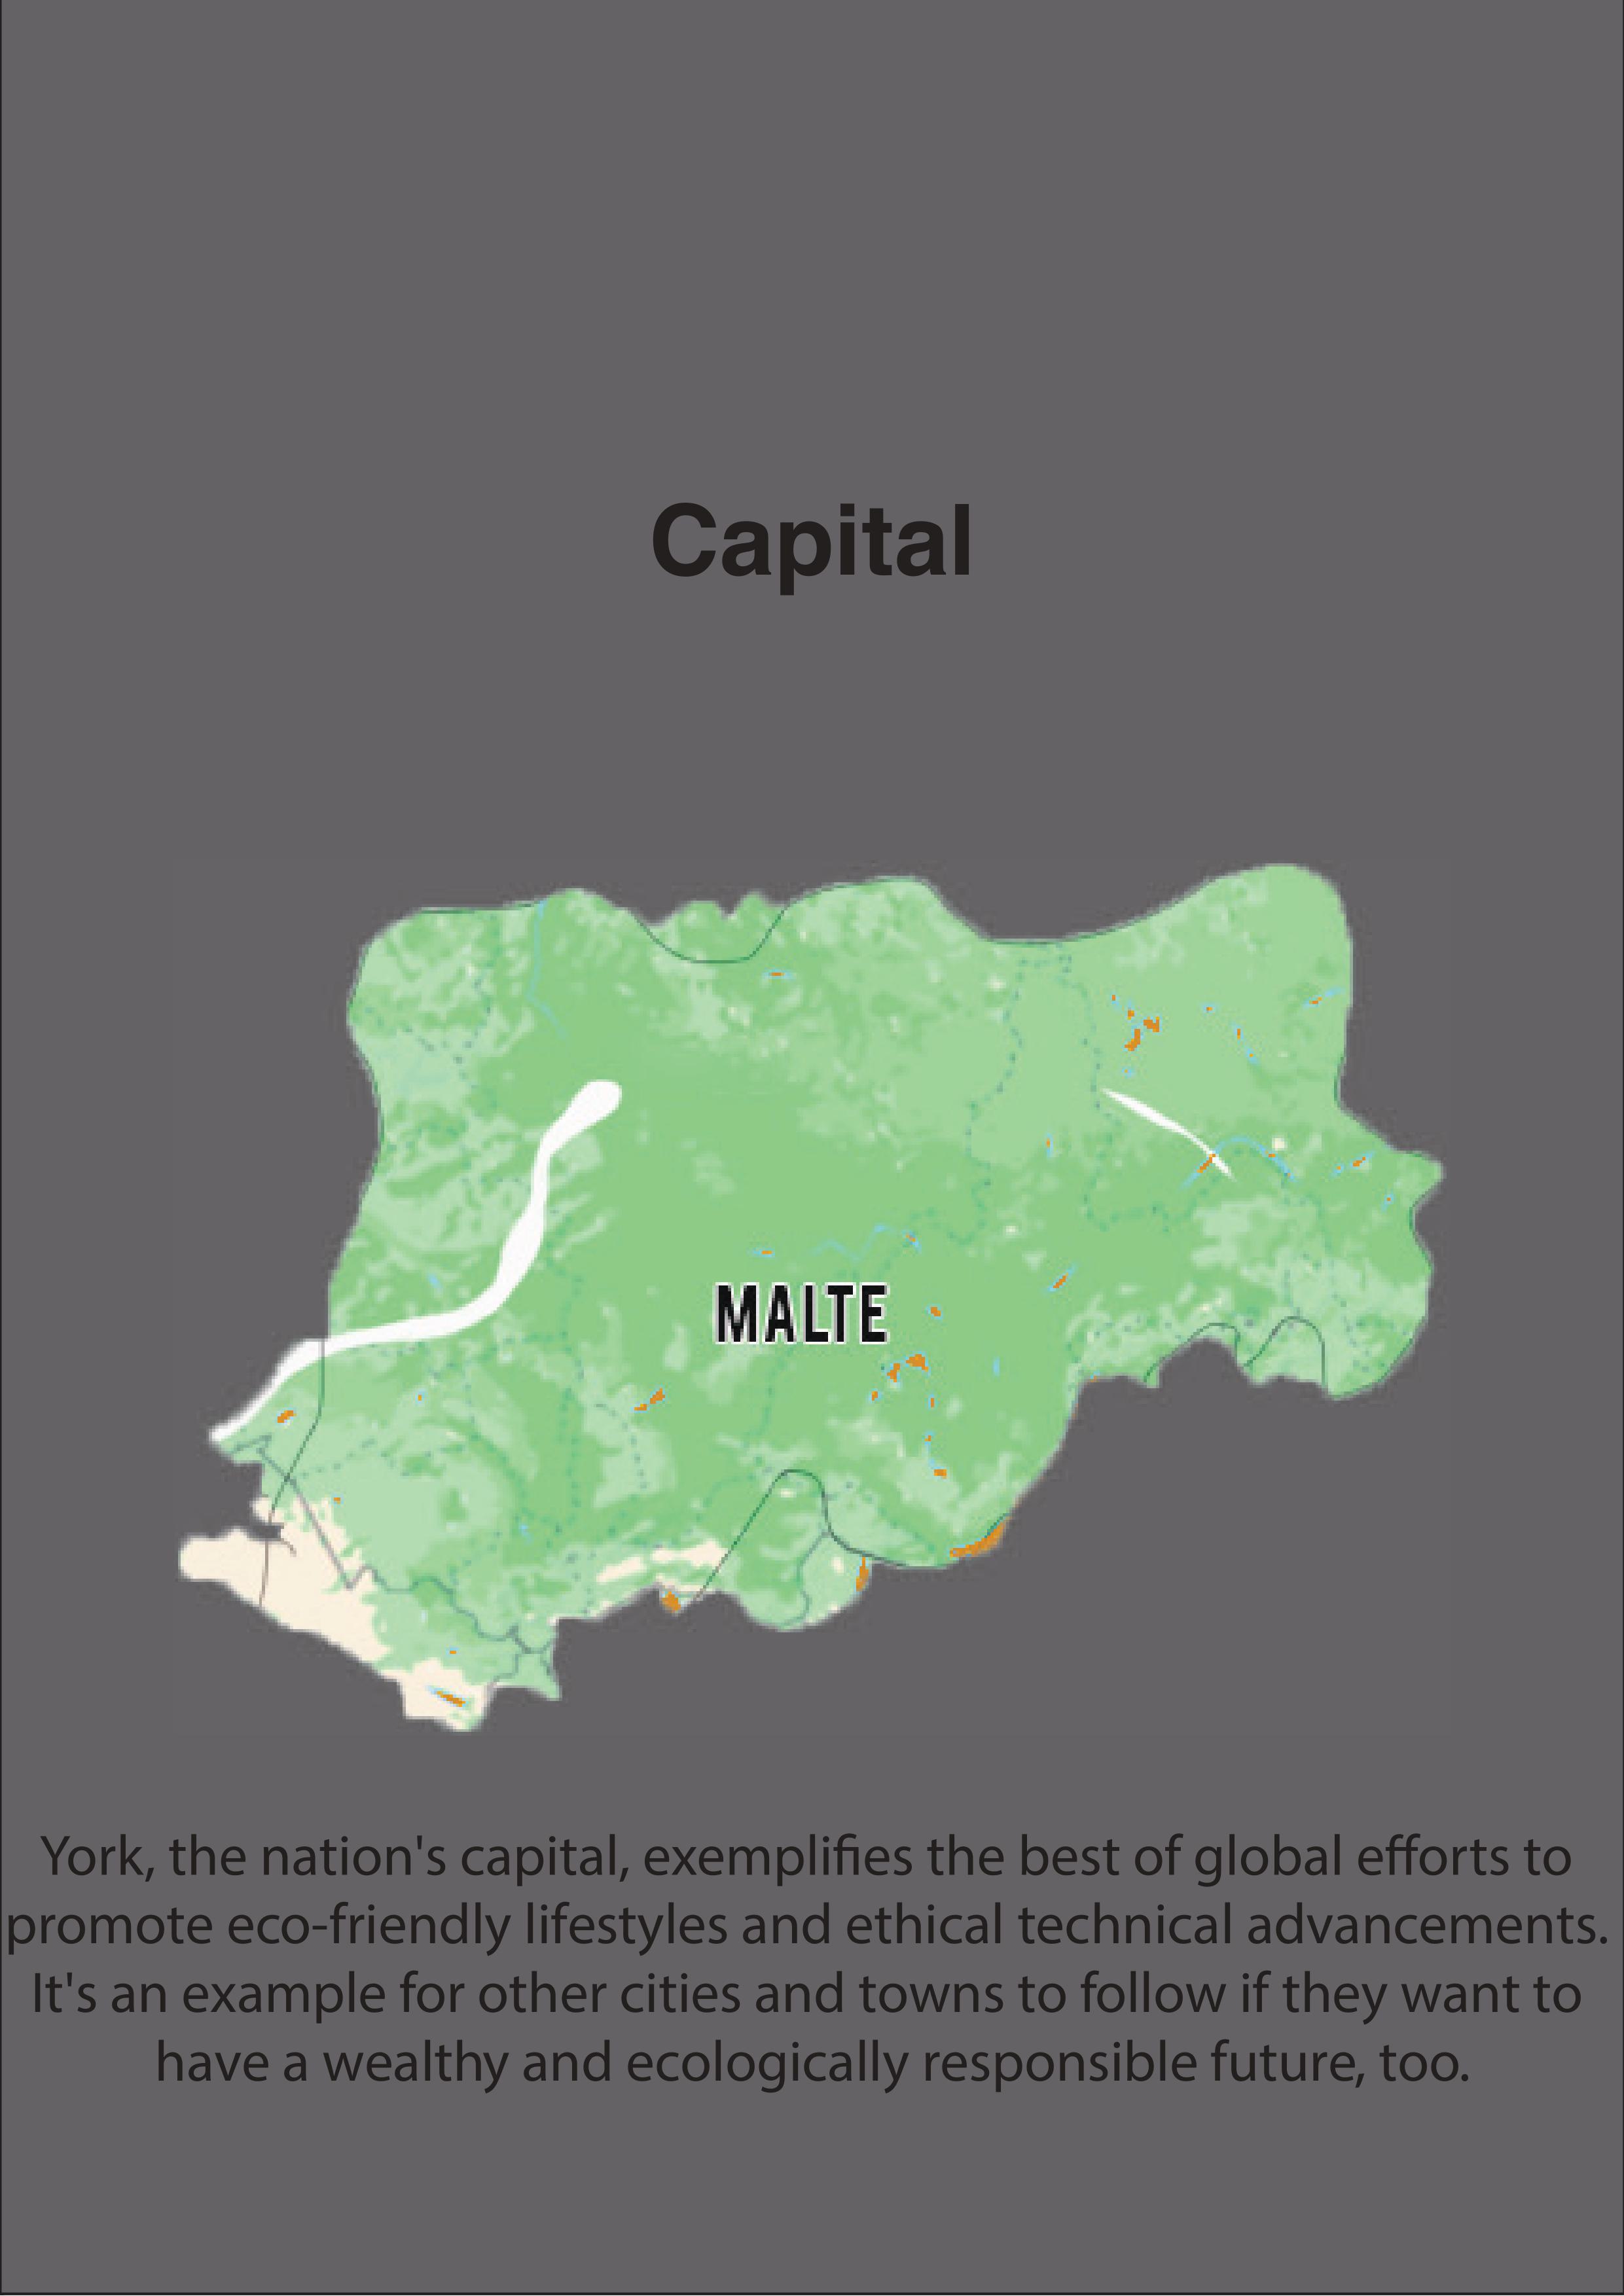 Capital
MALTE
York, the nation's capital, exemplifies the best of global efforts to
promote eco-friendly lifestyles and ethical technical advancements.
It's an example for other cities and towns to follow if they want to
have a wealthy and ecologically responsible future, too.